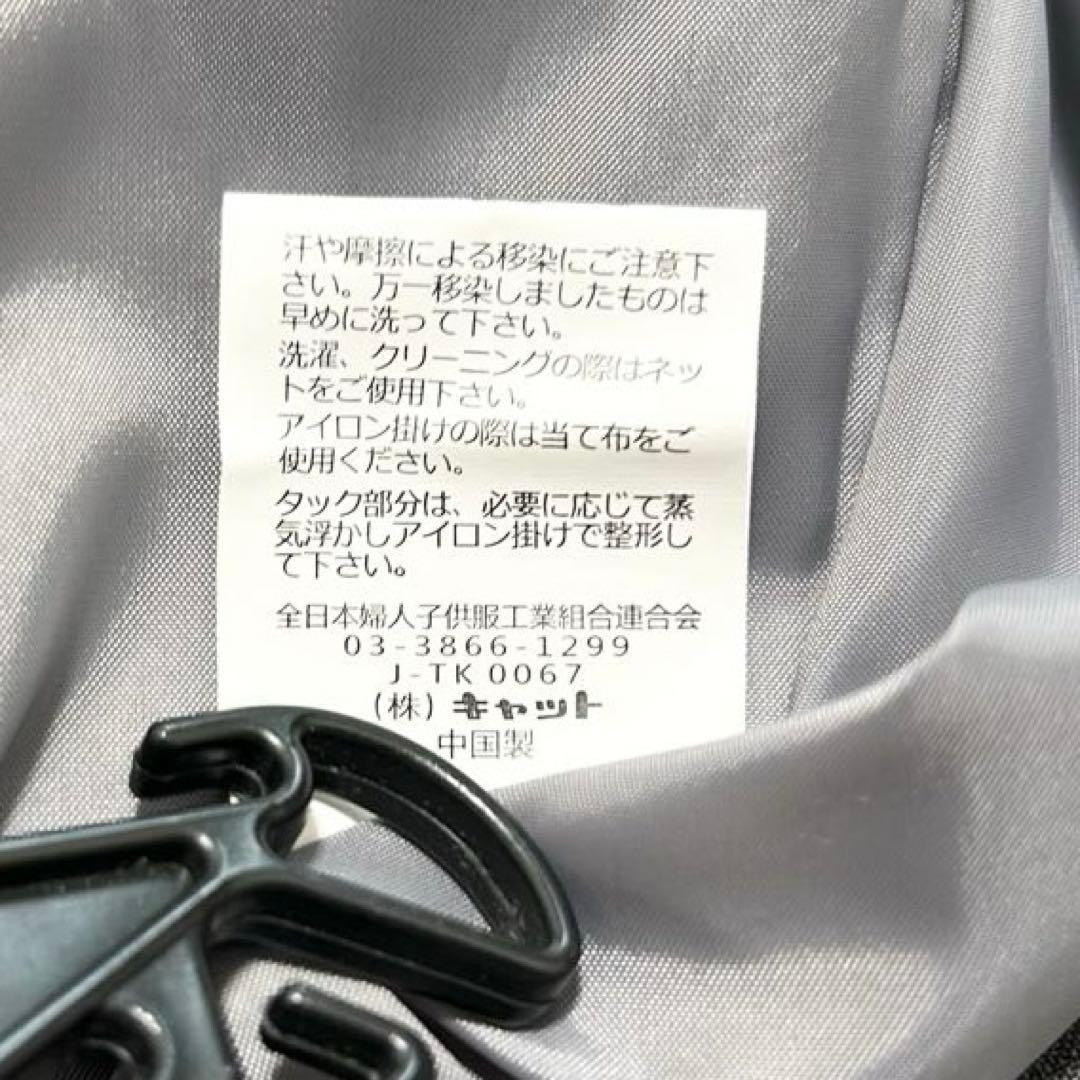 汗や摩擦による移染にご注意下
さい。万一移染しましたものは
早めに洗って下さい。
洗濯、クリーニングの際はネッ
トをご使用下さい。
アイロン掛けの際は当て布をご
使用ください。
タック部分は、必要に応じて蒸
気浮かしアイロン掛けで整形し
て下さい。
全日本婦人子供服工業組合連合会
03-3866-1299
J-TK0067
(株)キャット
中国製